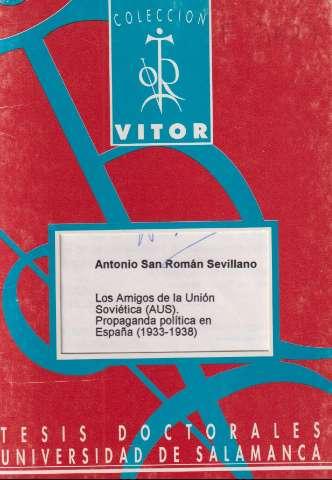 COLECCION
VITOR
Antonio San Román Sevillano
Los Amigos de la Unión
Soviética (AUS).
Propaganda política en
España (1933-1938)
TESIS DOCTORALES
UNIVERSIDAD DE SALAMANCA